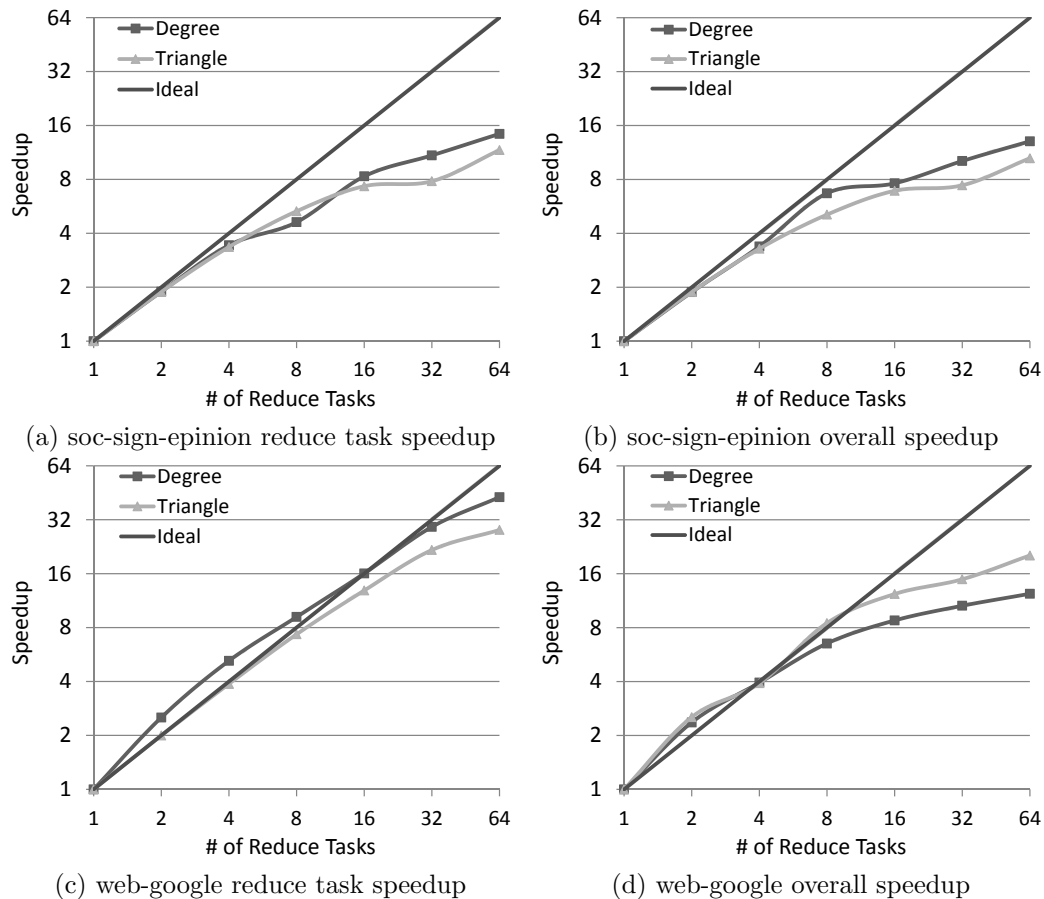 64
32
16
8
4
2
1
Speedup
Degree
Triangle
Ideal
1 2 4 8 16 32 64
# of Reduce Tasks
(a) soc-sign-epinion reduce task speedup
64
32
16
8
4
2
1
Speedup
Degree
Triangle
Ideal
1 2 4 8 16 32 64
# of Reduce Tasks
(b) soc-sign-epinion overall speedup
64
32
16
8
4
2
1
Speedup
Degree
Triangle
Ideal
1 2 4 8 16 32 64
# of Reduce Tasks
(c) web-google reduce task speedup
64
32
16
8
4
2
1
Speedup
Degree
Triangle
Ideal
1 2 4 8 16 32 64
# of Reduce Tasks
(d) web-google overall speedup